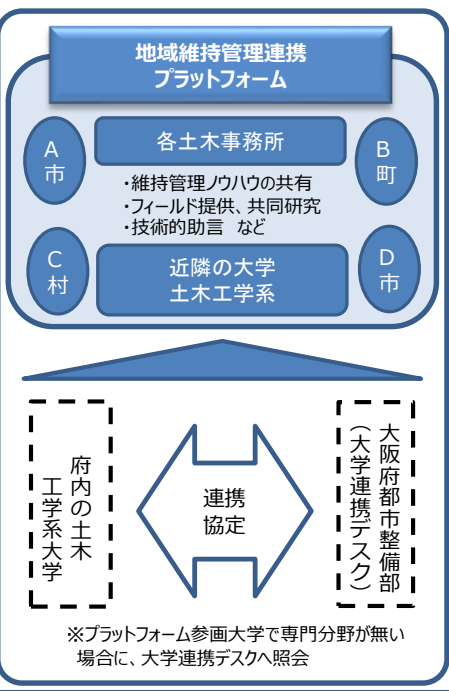 地域維持管理連携
プラットフォーム
A
市
各土木事務所
B
町
・維持管理ノウハウの共有
・フィールド提供、共同研究
・技術的助言 など
C
村
近隣の大学
土木工学系
D
市
府内の土木
工学系大学
連携
協定
大阪府都市整備部
（大学連携デスク）
※プラットフォーム参画大学で専門分野が無い
場合に、大学連携デスクへ照会